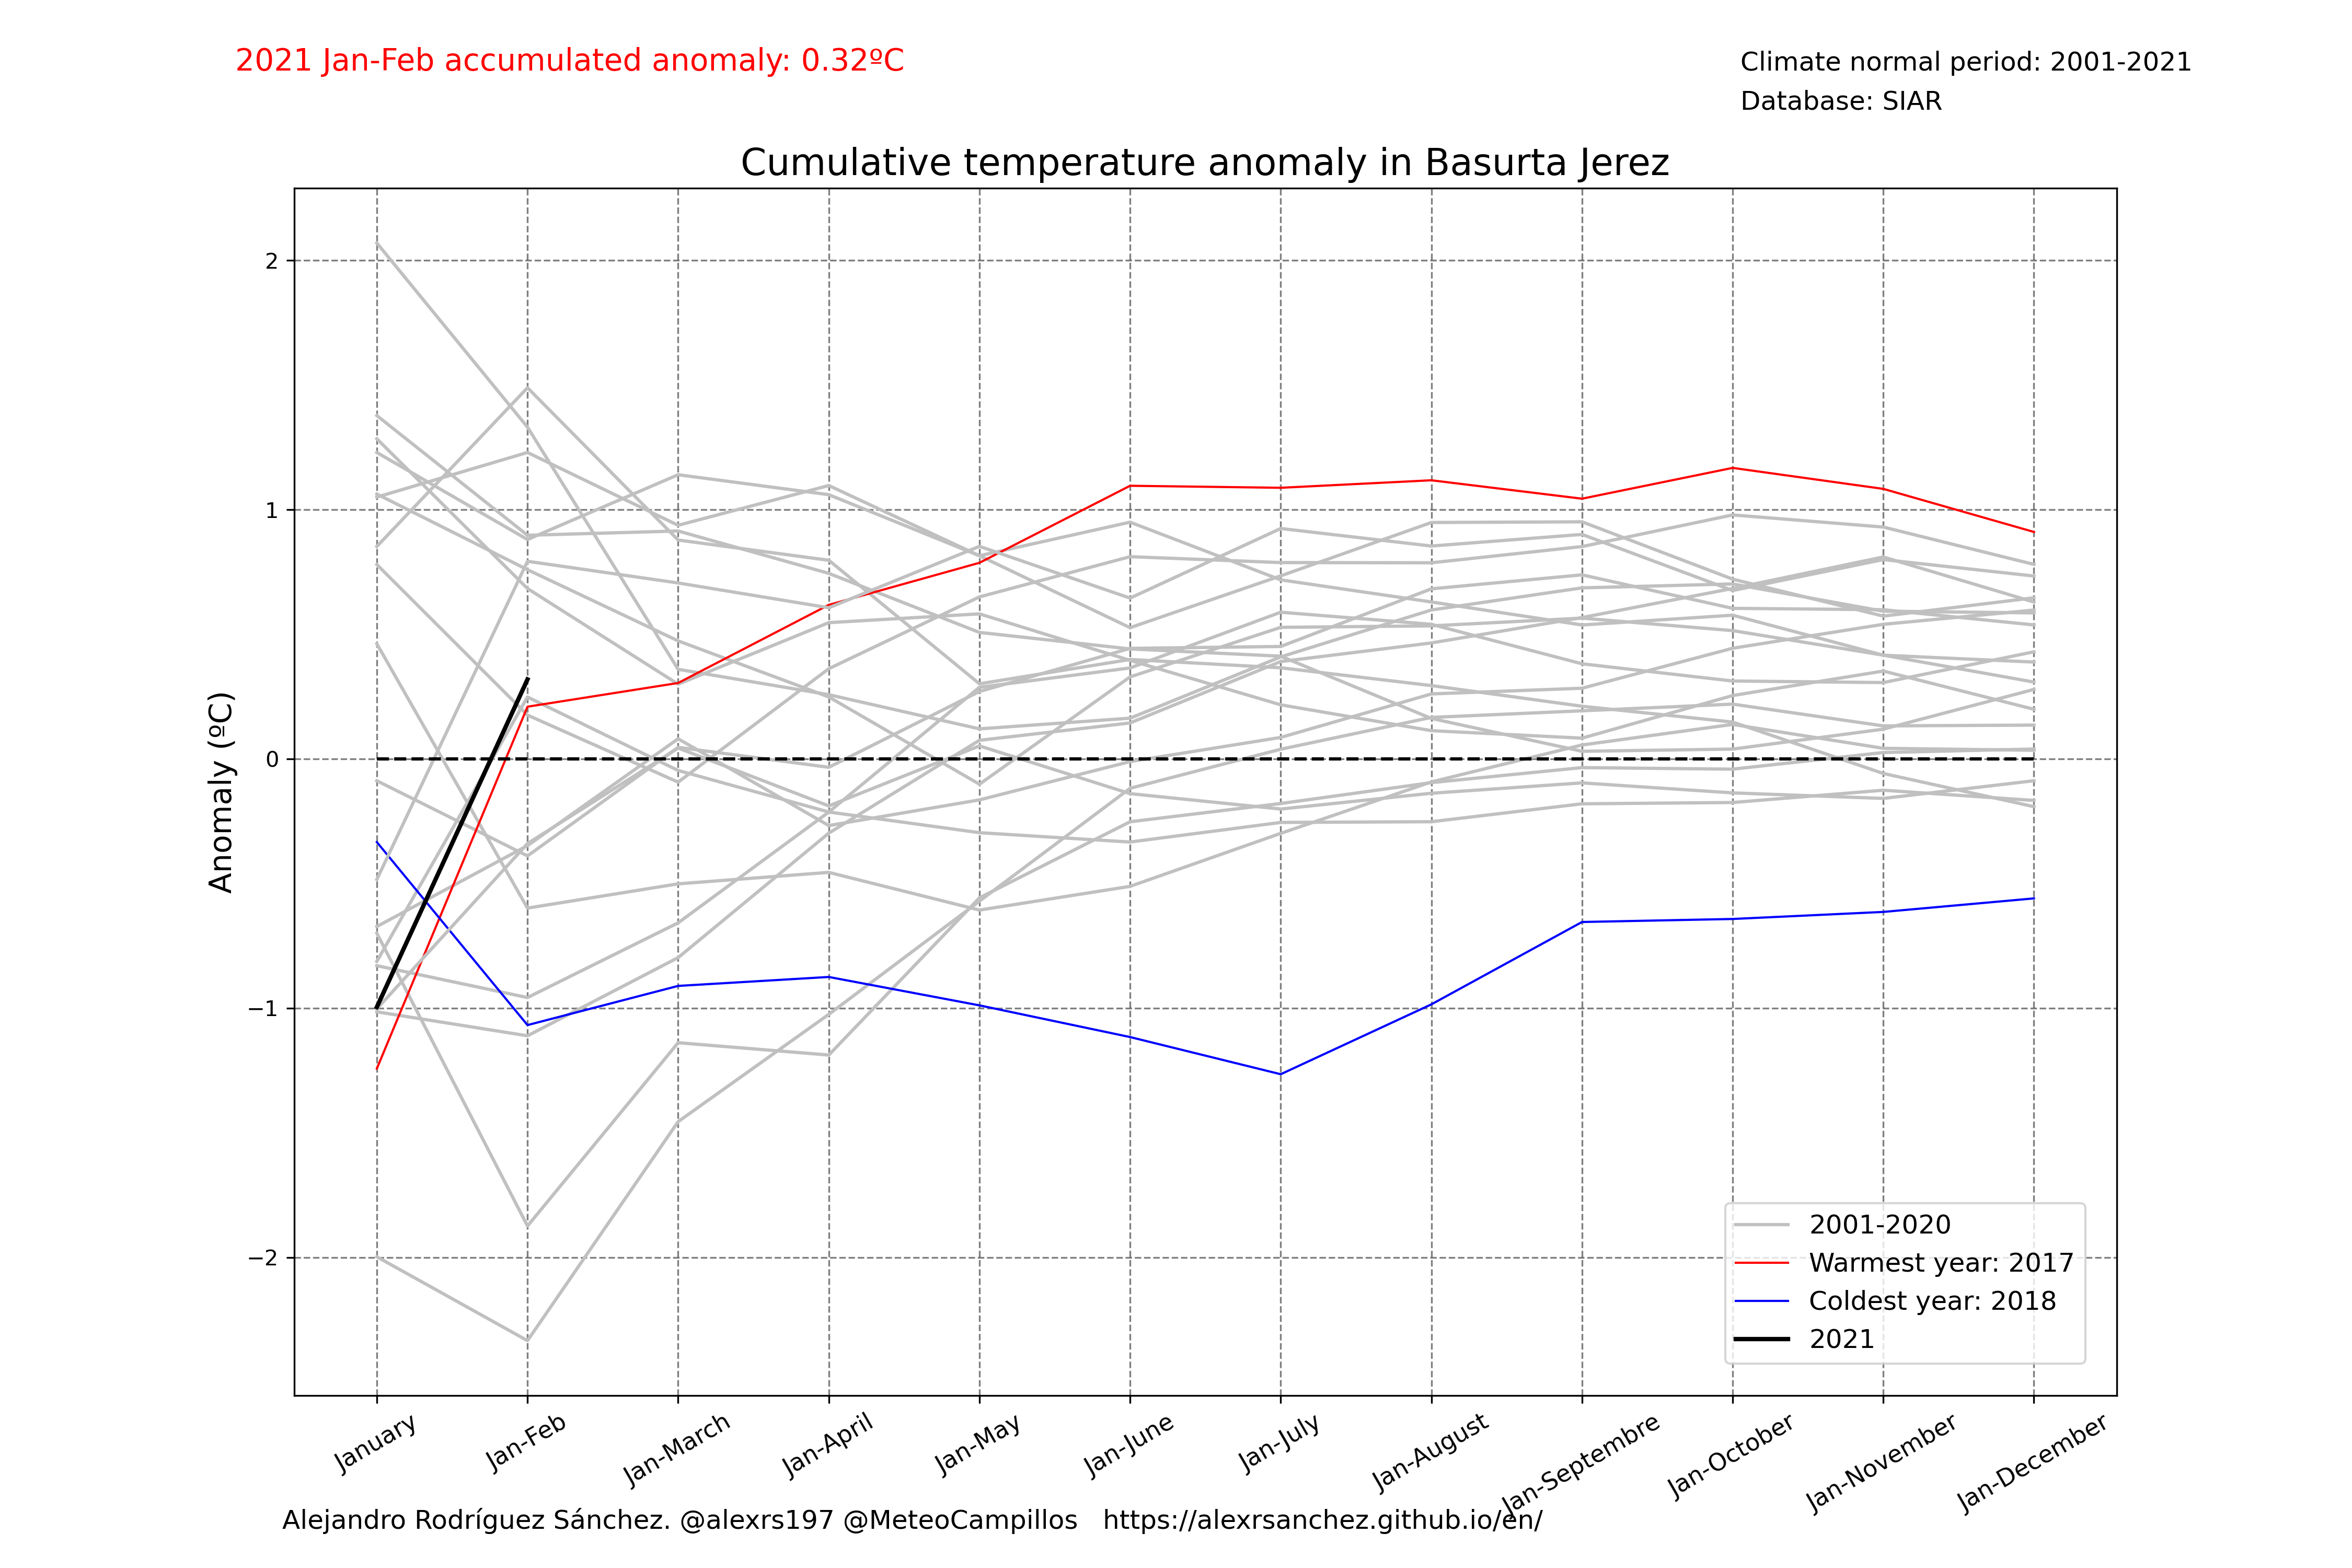 2021 Jan-Feb accumulated anomaly: 0.32ºC
Climate normal period: 2001-2021
Database: SIAR
Cumulative temperature anomaly in Basurta Jerez
Anomaly (ºC)
2
1
0
−1
−2
2001-2020
Warmest year: 2017
Coldest year: 2018
2021
January
Jan-Feb
Jan-March
Jan-April
Jan-May
Jan-June
Jan-July
Jan-August
Jan-Septembre
Jan-October
Jan-November
Jan-December
Alejandro Rodríguez Sánchez. @alexrs197 @MeteoCampillos   https://alexrsanchez.github.io/en/